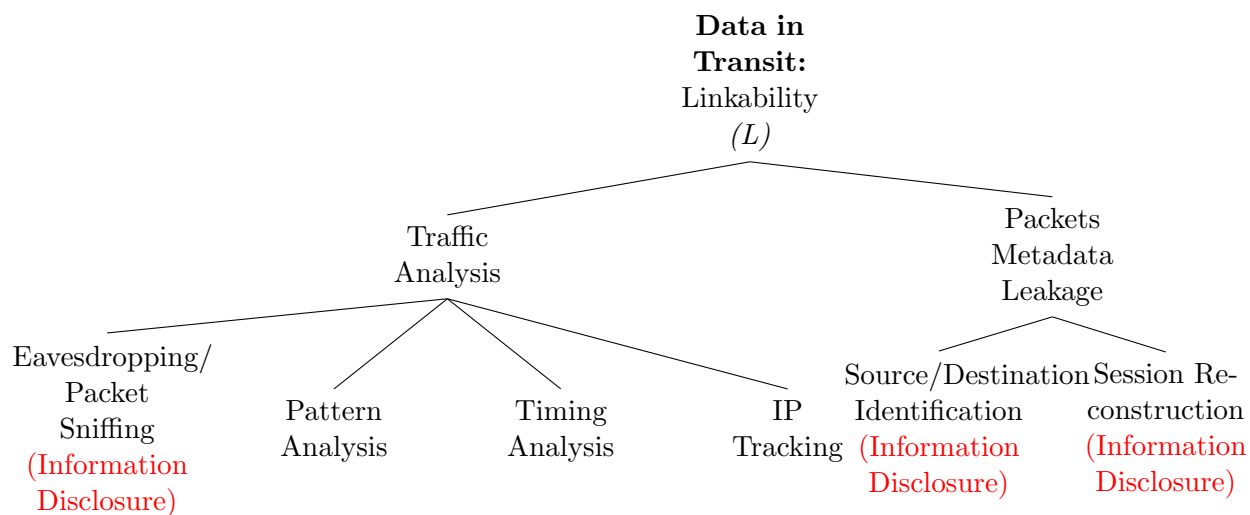 Data in
Transit:
Linkability
(L)
Traffic
Analysis
Packets
Metadata
Leakage
Eavesdropping/
Packet
Sniffing
(Information
Disclosure)
Pattern
Analysis
Timing
Analysis
IP
Tracking
Source/Destination
Identification
(Information
Disclosure)
Session Re-
construction
(Information
Disclosure)